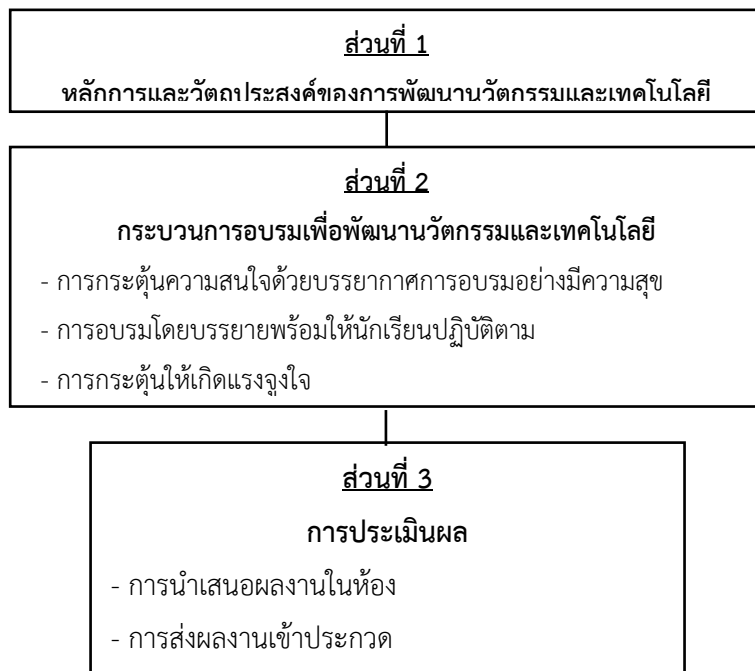 ส่วนที่ 1
หลักการและวัตถุประสงค์ของการพัฒนานวัตกรรมและเทคโนโลยี
ส่วนที่ 2
กระบวนการอบรมเพื่อพัฒนานวัตกรรมและเทคโนโลยี
- การกระตุ้นความสนใจด้วยบรรยากาศการอบรมอย่างมีความสุข
- การอบรมโดยบรรยายพร้อมให้นักเรียนปฏิบัติตาม
- การกระตุ้นให้เกิดแรงจูงใจ
ส่วนที่ 3
การประเมินผล
- การนำเสนอผลงานในห้อง
- การส่งผลงานเข้าประกวด